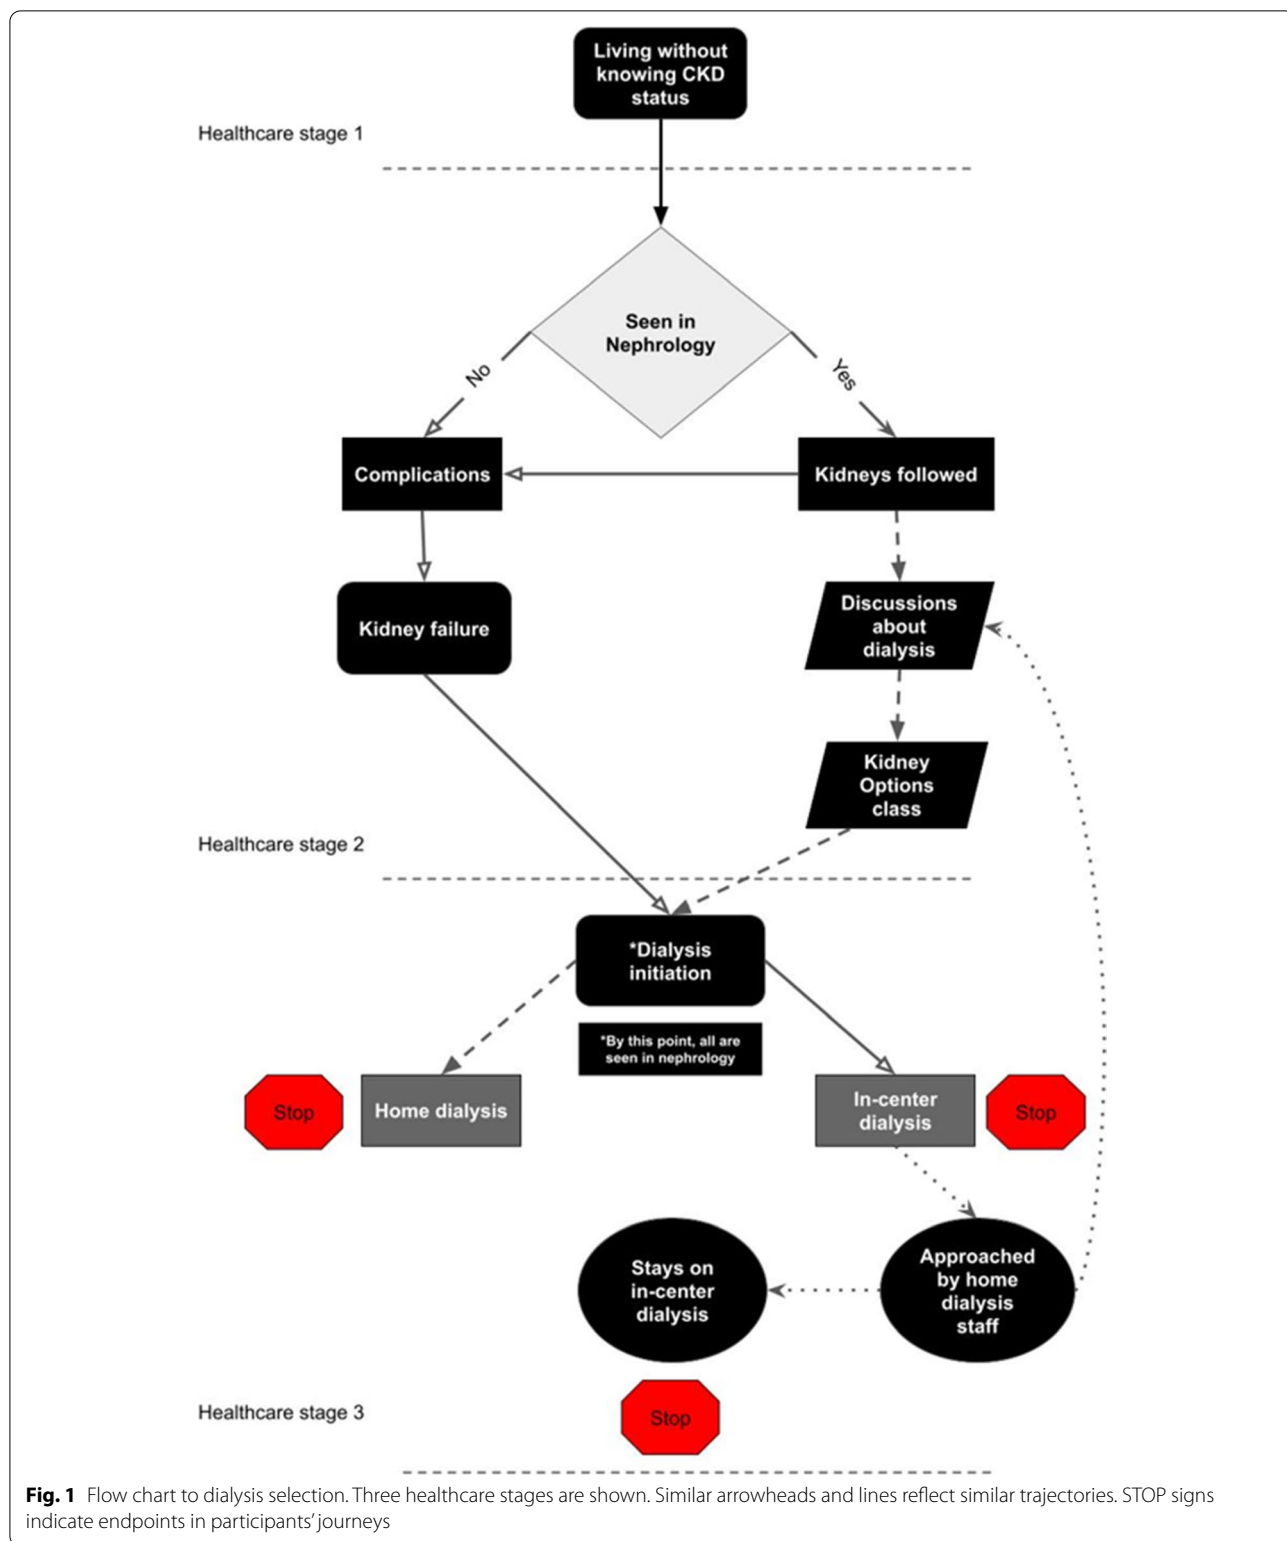 Living without
knowing CKD
status
Healthcare stage 1
Seen in
Nephrology
No
Yes
Complications
Kidneys followed
Discussions
about
dialysis
Kidney failure
Kidney
Options
class
Healthcare stage 2
*Dialysis
initiation
*By this point, all are
seen in nephrology
Stop
Home dialysis
In-center
dialysis
Stop
Stays on
in-center
dialysis
Approached
by home
dialysis
staff
Healthcare stage 3
Stop
Fig. 1 Flow chart to dialysis selection. Three healthcare stages are shown. Similar arrowheads and lines reflect similar trajectories. STOP signs
indicate endpoints in participants’ journeys